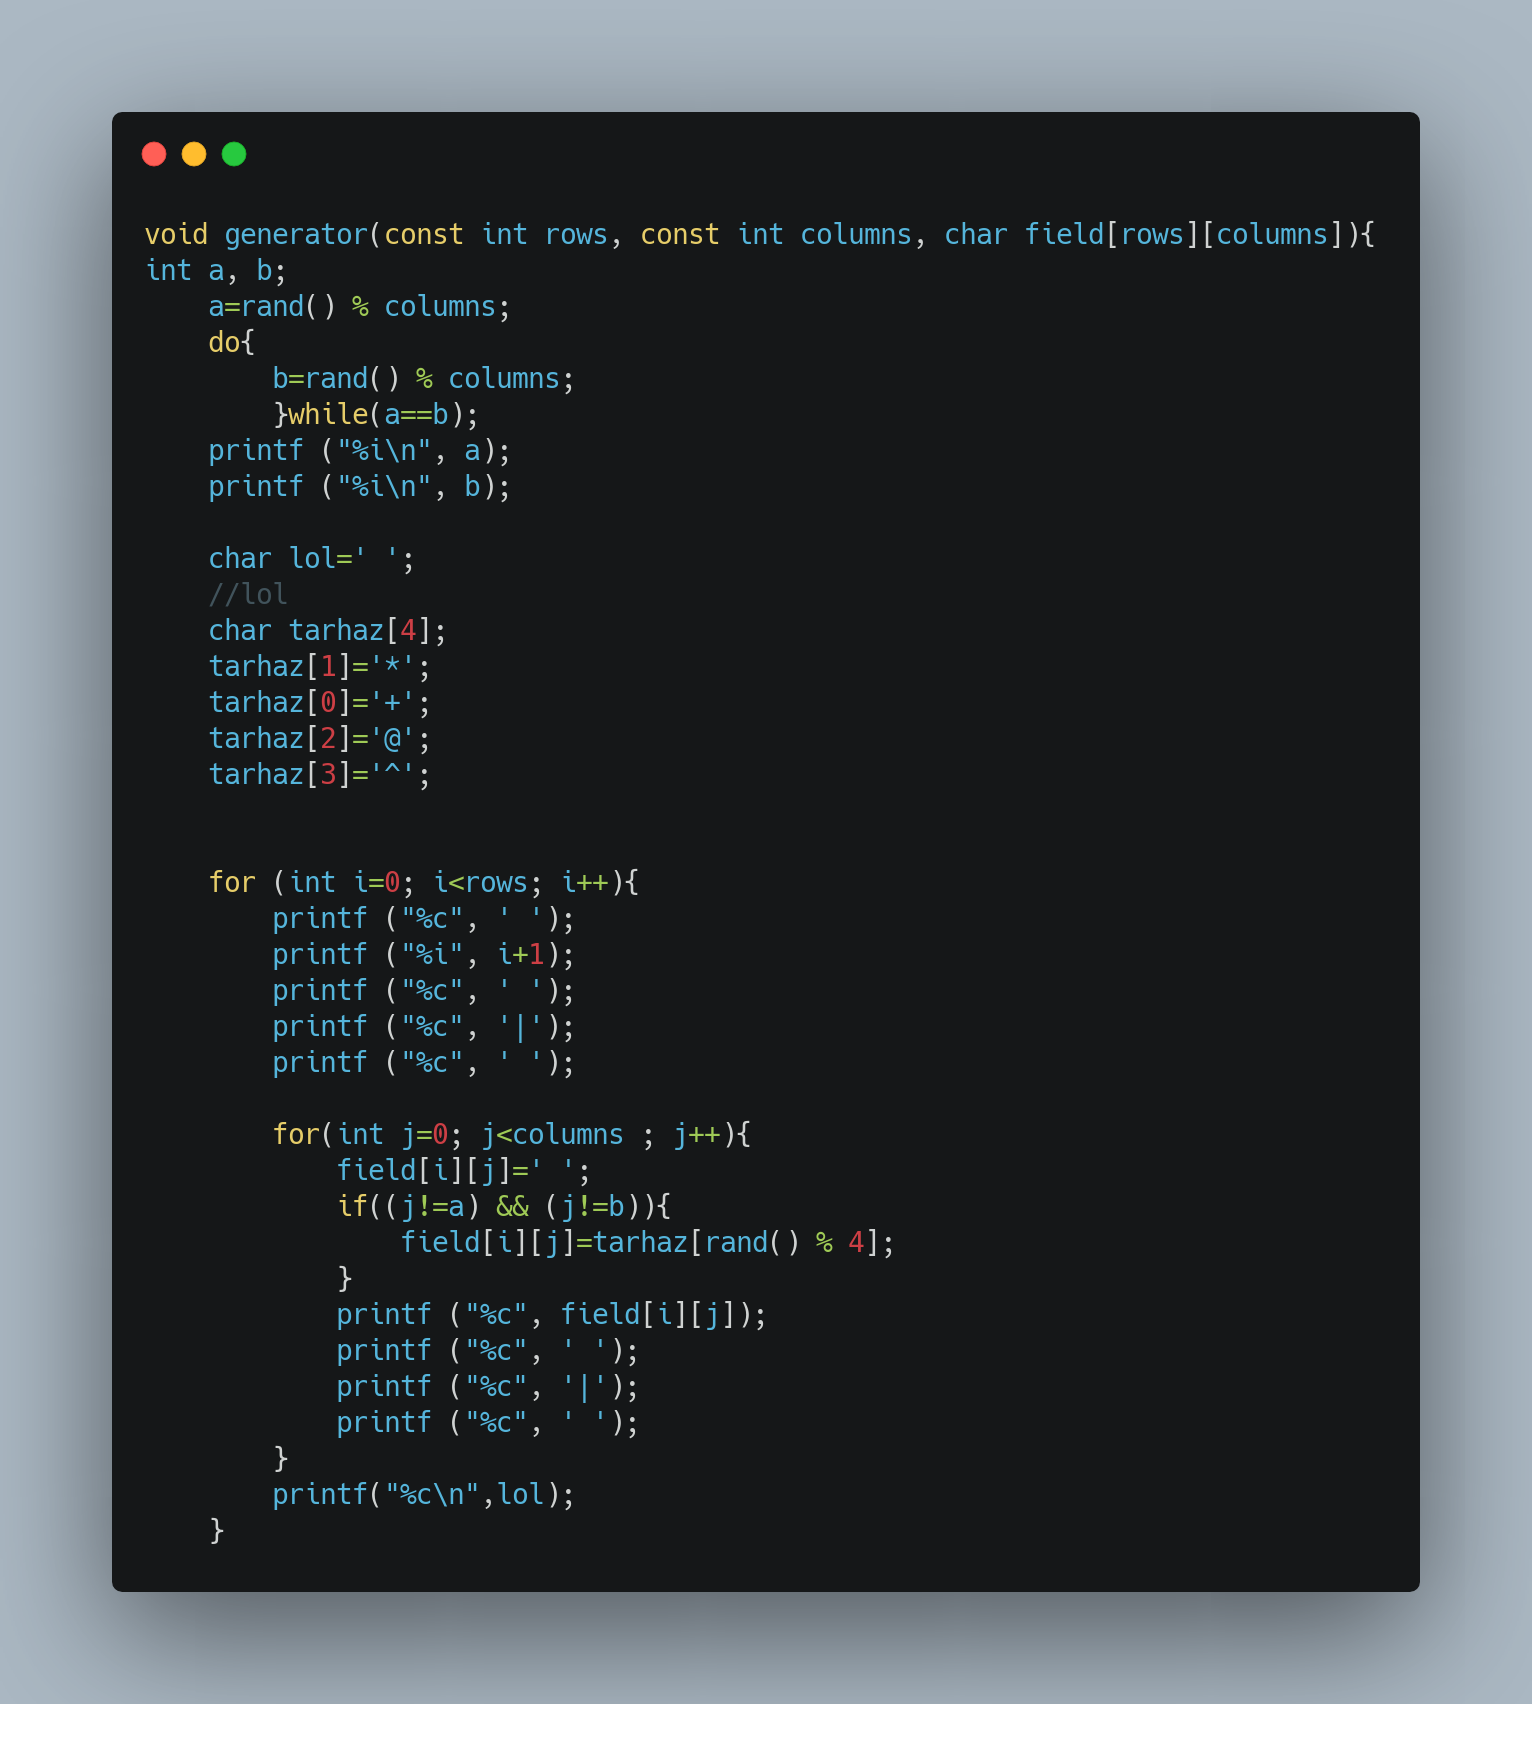 void generator(const int rows, const int columns, char field[rows][columns]){
int a, b;
    a=rand() % columns;
    do{
        b=rand() % columns;
        }while(a==b);
    printf ("%i\n", a);
    printf ("%i\n", b);

    char lol=' ';
    //lol
    char tarhaz[4];
    tarhaz[1]='*';
    tarhaz[0]='+';
    tarhaz[2]='@';
    tarhaz[3]='^';


    for (int i=0; i<rows; i++){
        printf ("%c", ' ');
        printf ("%i", i+1);
        printf ("%c", ' ');
        printf ("%c", '|');
        printf ("%c", ' ');

        for(int j=0; j<columns ; j++){
            field[i][j]=' ';
            if((j!=a) && (j!=b)){
                field[i][j]=tarhaz[rand() % 4];
            }
            printf ("%c", field[i][j]);
            printf ("%c", ' ');
            printf ("%c", '|');
            printf ("%c", ' ');
        }
        printf("%c\n",lol);
    }